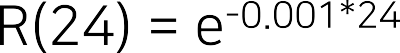 R(24) = e^-0.001*24